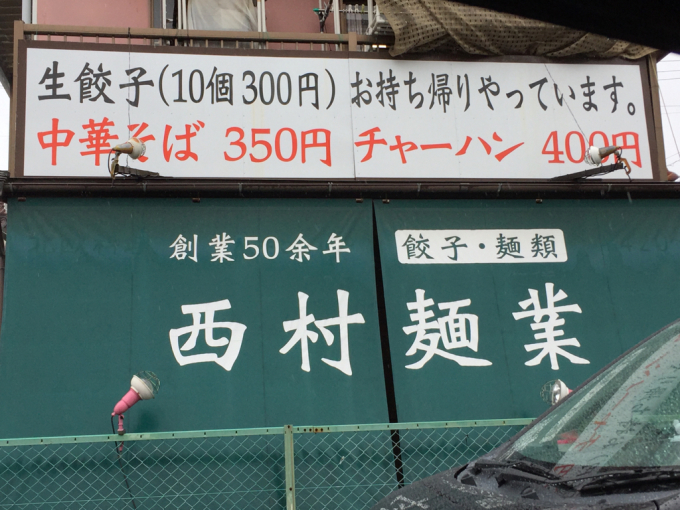 生餃子(10個300円)お持ち帰りやっています。
中華そば 350円 チャーハン 400円
創業50余年 餃子・麺類
西村麺業